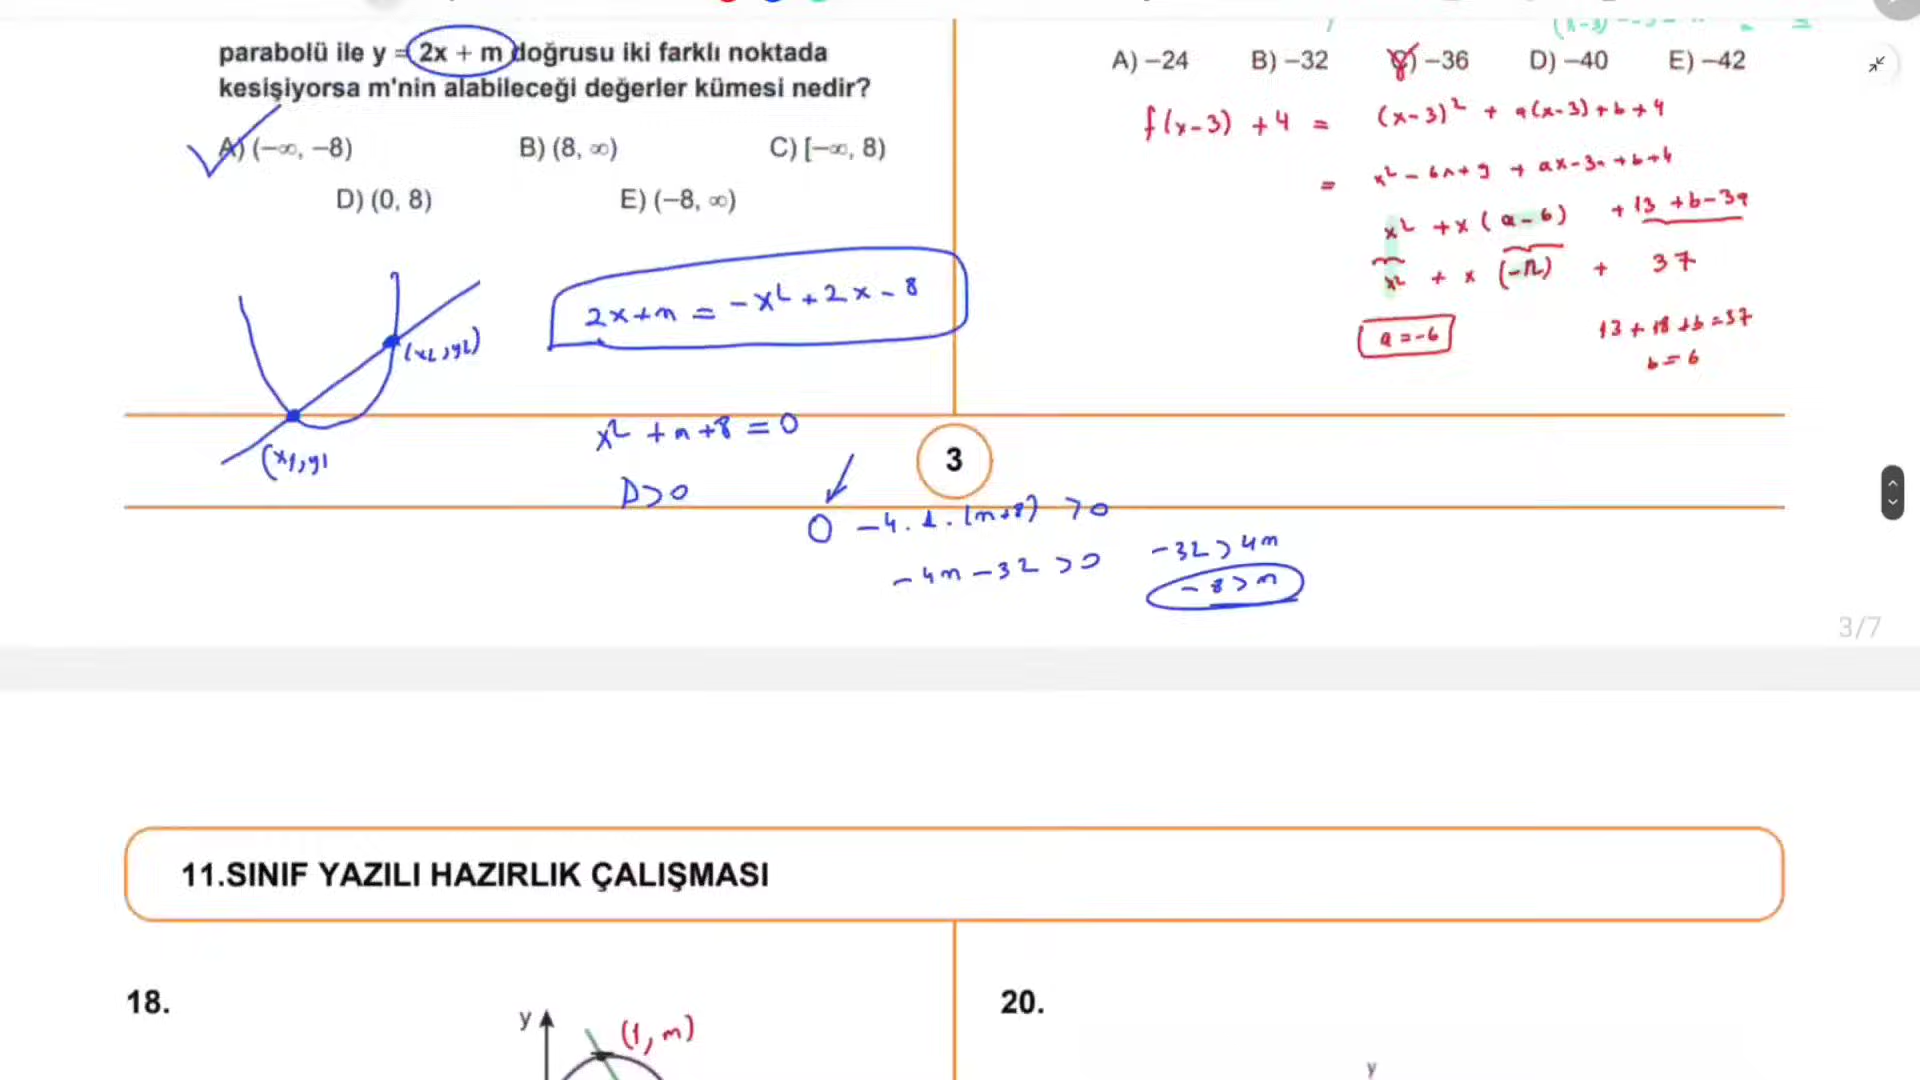 parabolü ile y = 2x + m doğrusu iki farklı noktada
kesişiyorsa m'nin alabileceği değerler kümesi nedir?
A) (−∞, −8)
B) (8, ∞)
C) [−∞, 8)
D) (0, 8)
E) (−8, ∞)
2x+m = -x²+2x-8
(x2,y2)
(x1,y1
x² +m+8=0
D>0
0 -4.1.(m+8) >0
-4m-32 >0
-32>4m
-8>m
A) −24
B) −32
C) −36
D) −40
E) −42
f(x-3) +4 = (x-3)² + a(x-3)+b+4
= x²-6x+9 + ax-3a+b+4
x² +x (a-6) +13 +b-3a
x² + x (-12) + 37
a=-6
13+18+b=37
b=6
3
3/7
11.SINIF YAZILI HAZIRLIK ÇALIŞMASI
18.
y
(1, m)
20.
y